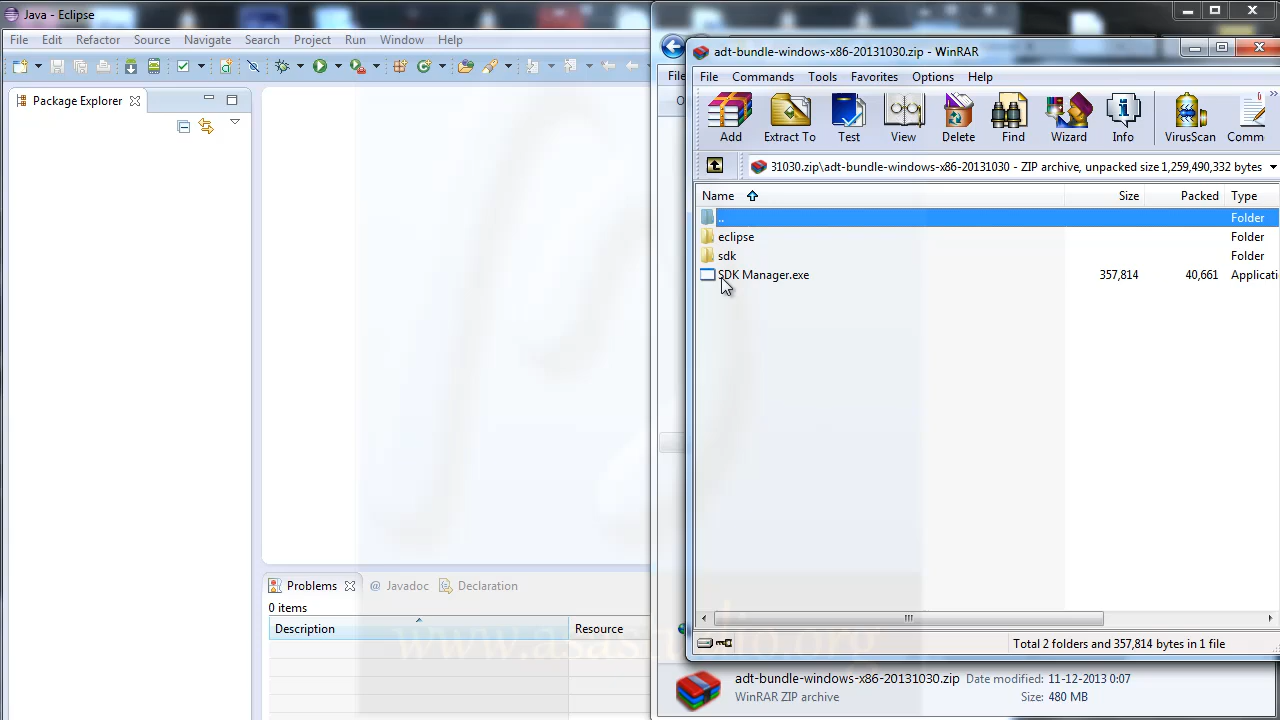 Java - Eclipse
File Edit Refactor Source Navigate Search Project Run Window Help
Package Explorer
Problems @ Javadoc Declaration
0 items
Description Resource
File
adt-bundle-windows-x86-20131030.zip - WinRAR
File Commands Tools Favorites Options Help
Add Extract To Test View Delete Find Wizard Info VirusScan Comm
31030.zip\adt-bundle-windows-x86-20131030 - ZIP archive, unpacked size 1,259,490,332 bytes
Name Size Packed Type
.. Folder
eclipse Folder
sdk Folder
SDK Manager.exe 357,814 40,661 Applicati
Total 2 folders and 357,814 bytes in 1 file
adt-bundle-windows-x86-20131030.zip Date modified: 11-12-2013 0:07
WinRAR ZIP archive Size: 480 MB